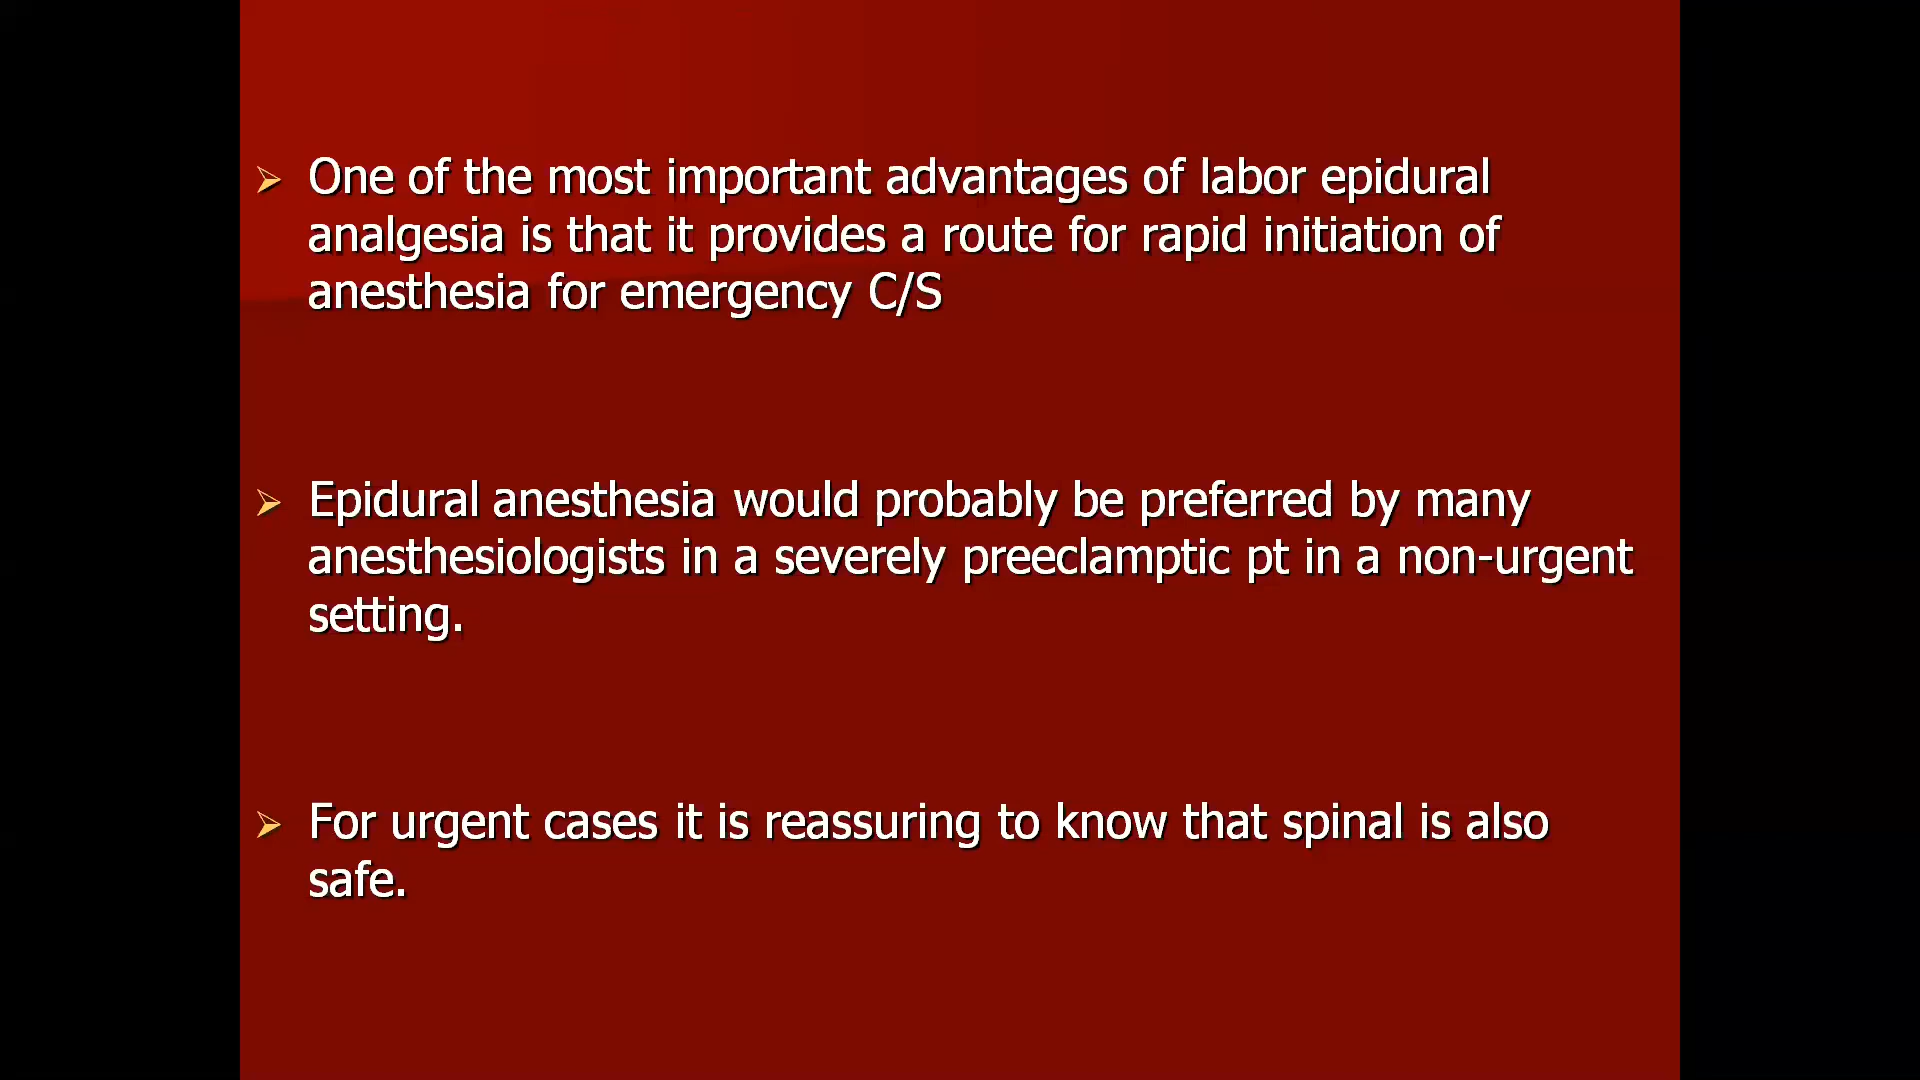 One of the most important advantages of labor epidural
analgesia is that it provides a route for rapid initiation of
anesthesia for emergency C/S
Epidural anesthesia would probably be preferred by many
anesthesiologists in a severely preeclamptic pt in a non-urgent
setting.
For urgent cases it is reassuring to know that spinal is also
safe.